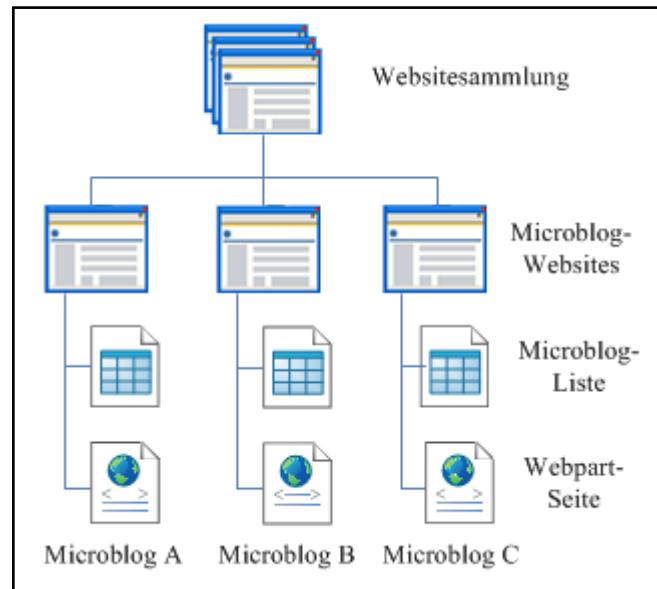 Websitesammlung
Microblog-
Websites
Microblog-
Liste
Webpart-
Seite
Microblog A
Microblog B
Microblog C